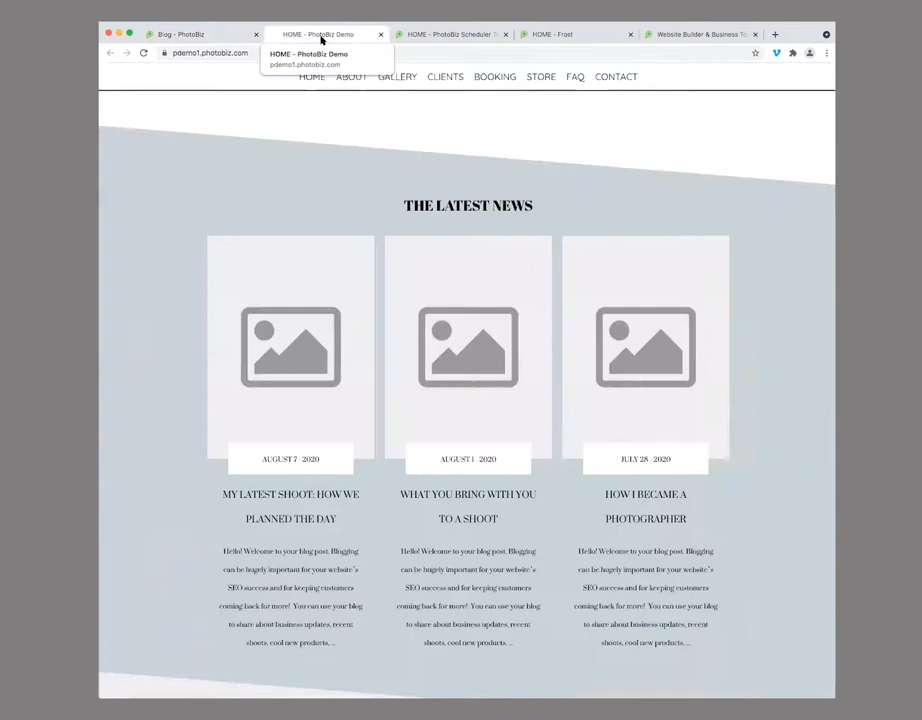 Blog - PhotoBiz
HOME - PhotoBiz Demo
HOME - PhotoBiz Scheduler
HOME - Frost
Website Builder & Business To
pdemo1.photobiz.com
HOME - PhotoBiz Demo
pdemo1.photobiz.com
HOME ABOUT GALLERY CLIENTS BOOKING STORE FAQ CONTACT
THE LATEST NEWS
AUGUST 7 · 2020
MY LATEST SHOOT: HOW WE
PLANNED THE DAY
Hello! Welcome to your blog post. Blogging
can be hugely important for your website's
SEO success and for keeping customers
coming back for more! You can use your blog
to share about business updates, recent
shoots, cool new products, ...
AUGUST 1 · 2020
WHAT YOU BRING WITH YOU
TO A SHOOT
Hello! Welcome to your blog post. Blogging
can be hugely important for your website's
SEO success and for keeping customers
coming back for more! You can use your blog
to share about business updates, recent
shoots, cool new products, ...
JULY 28 · 2020
HOW I BECAME A
PHOTOGRAPHER
Hello! Welcome to your blog post. Blogging
can be hugely important for your website's
SEO success and for keeping customers
coming back for more! You can use your blog
to share about business updates, recent
shoots, cool new products, ...